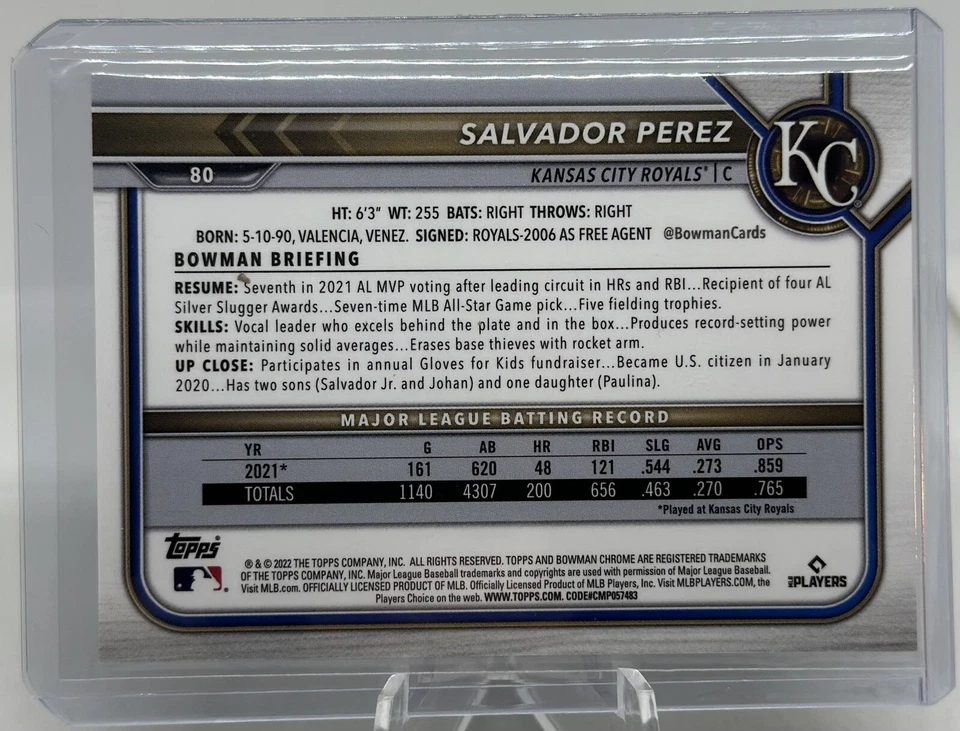 SALVADOR PEREZ
80
KANSAS CITY ROYALS® | C
KC
HT: 6'3" WT: 255 BATS: RIGHT THROWS: RIGHT
BORN: 5-10-90, VALENCIA, VENEZ. SIGNED: ROYALS-2006 AS FREE AGENT @BowmanCards
BOWMAN BRIEFING
RESUME: Seventh in 2021 AL MVP voting after leading circuit in HRs and RBI...Recipient of four AL
Silver Slugger Awards...Seven-time MLB All-Star Game pick...Five fielding trophies.
SKILLS: Vocal leader who excels behind the plate and in the box...Produces record-setting power
while maintaining solid averages...Erases base thieves with rocket arm.
UP CLOSE: Participates in annual Gloves for Kids fundraiser...Became U.S. citizen in January
2020...Has two sons (Salvador Jr. and Johan) and one daughter (Paulina).
MAJOR LEAGUE BATTING RECORD
YR G AB HR RBI SLG AVG OPS
2021* 161 620 48 121 .544 .273 .859
TOTALS 1140 4307 200 656 .463 .270 .765
*Played at Kansas City Royals
Topps
® & © 2022 THE TOPPS COMPANY, INC. ALL RIGHTS RESERVED. TOPPS AND BOWMAN CHROME ARE REGISTERED TRADEMARKS
OF THE TOPPS COMPANY, INC. Major League Baseball trademarks and copyrights are used with permission of Major League Baseball.
Visit MLB.com. OFFICIALLY LICENSED PRODUCT OF MLB. Officially Licensed Product of MLB Players, Inc. Visit MLBPLAYERS.COM, the
Players Choice on the web. WWW.TOPPS.COM. CODE#CMP057483
MLB PLAYERS